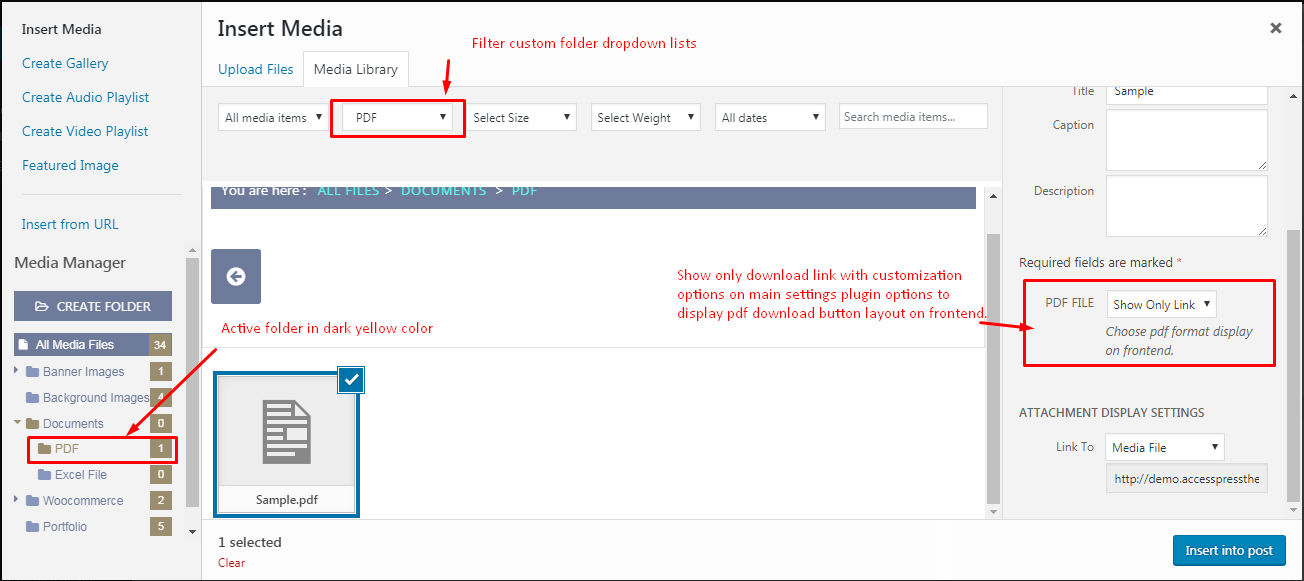 Insert Media
Create Gallery
Create Audio Playlist
Create Video Playlist
Featured Image
Insert from URL
Media Manager
CREATE FOLDER
All Media Files 34
Banner Images 1
Background Images 4
Documents 0
PDF 1
Excel File 0
Woocommerce 2
Portfolio 5
Insert Media
Filter custom folder dropdown lists
Upload Files Media Library
All media items PDF Select Size Select Weight All dates Search media items...
You are here : ALL FILES > DOCUMENTS > PDF
Show only download link with customization
options on main settings plugin options to
display pdf download button layout on frontend.
Active folder in dark yellow color
Sample.pdf
1 selected
Clear
Title Sample
Caption
Description
Required fields are marked *
PDF FILE Show Only Link
Choose pdf format display
on frontend.
ATTACHMENT DISPLAY SETTINGS
Link To Media File
http://demo.accesspressthe
Insert into post